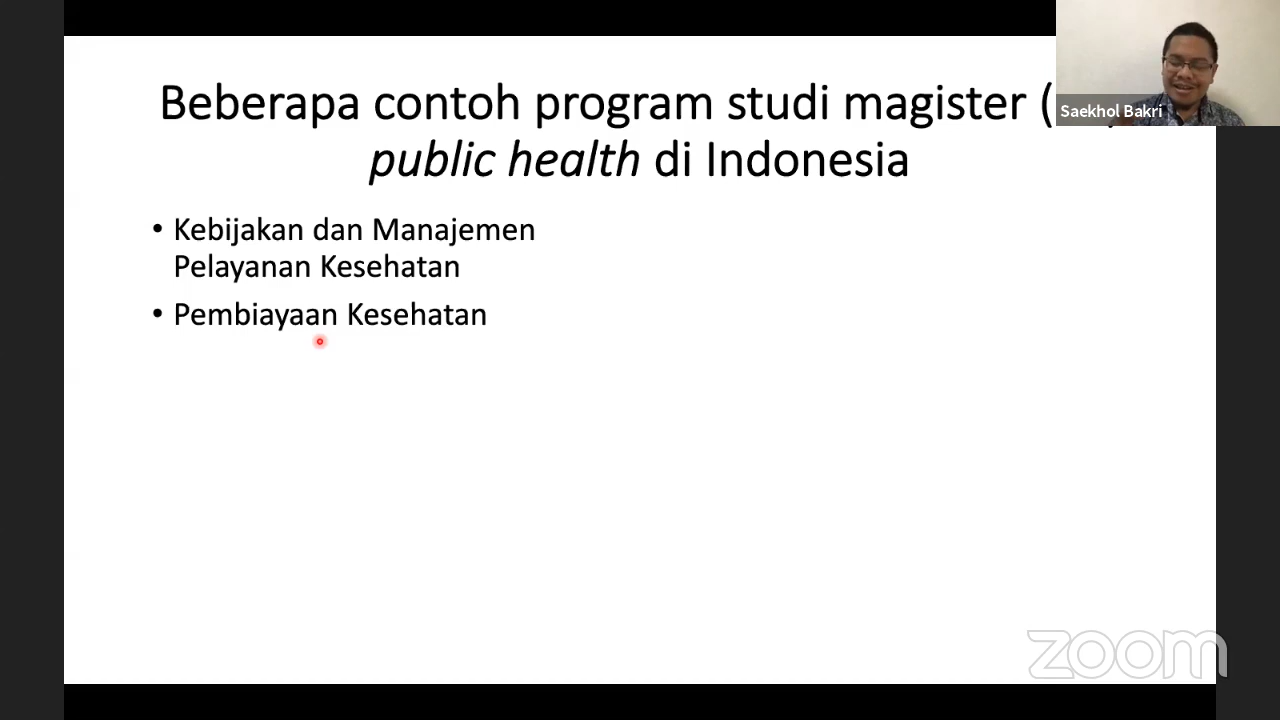 Beberapa contoh program studi magister (
public health di Indonesia
• Kebijakan dan Manajemen
Pelayanan Kesehatan
• Pembiayaan Kesehatan
Saekhol Bakri
zoom